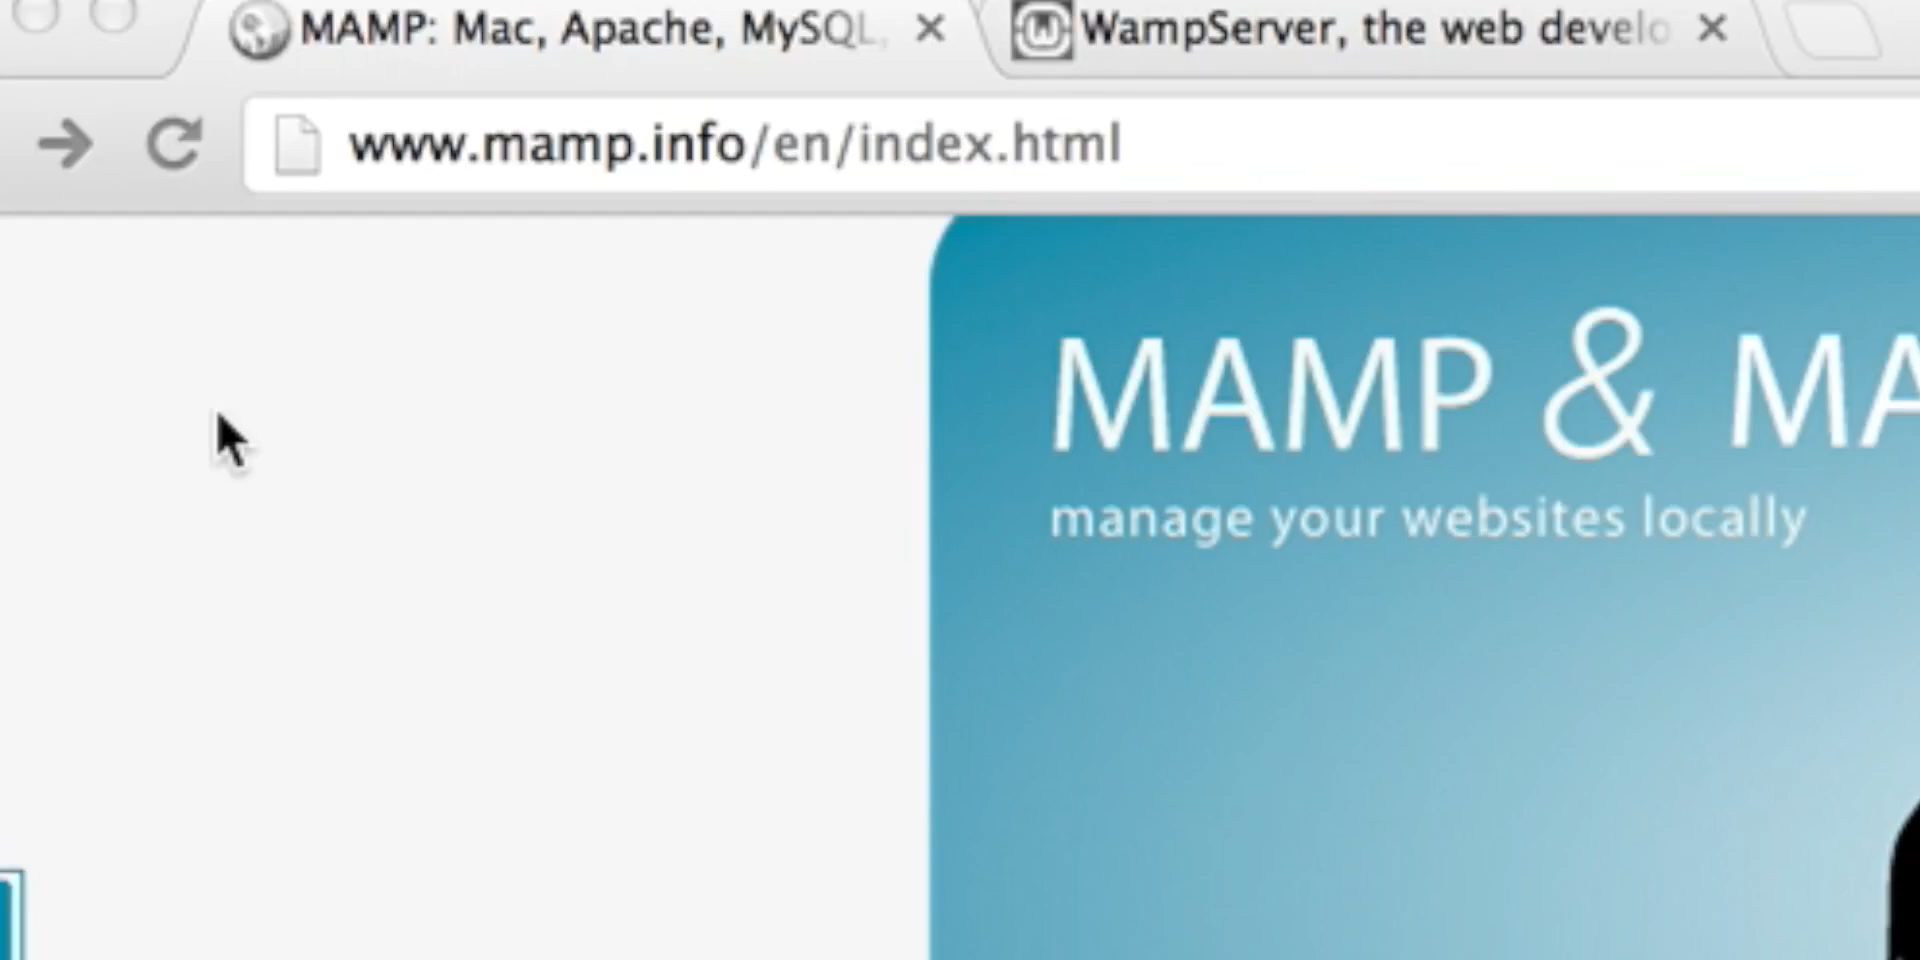 MAMP: Mac, Apache, MySQL,
WampServer, the web develo
www.mamp.info/en/index.html
MAMP & MA
manage your websites locally